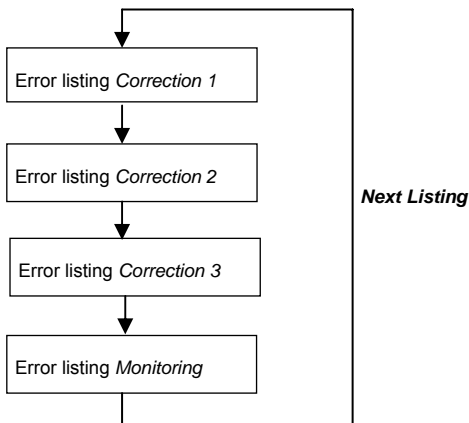 Error listing Correction 1
Error listing Correction 2
Next Listing
Error listing Correction 3
Error listing Monitoring